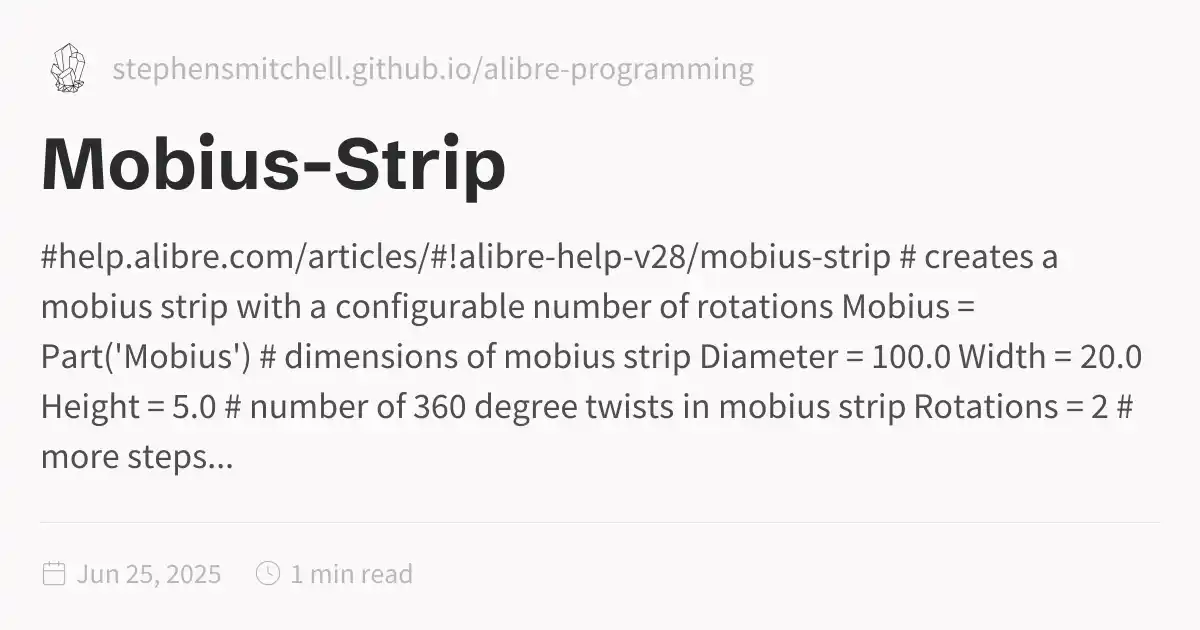 stephensmitchell.github.io/alibre-programming
Mobius-Strip
#help.alibre.com/articles/#!alibre-help-v28/mobius-strip # creates a
mobius strip with a configurable number of rotations Mobius =
Part('Mobius') # dimensions of mobius strip Diameter = 100.0 Width = 20.0
Height = 5.0 # number of 360 degree twists in mobius strip Rotations = 2 #
more steps...
Jun 25, 2025 1 min read